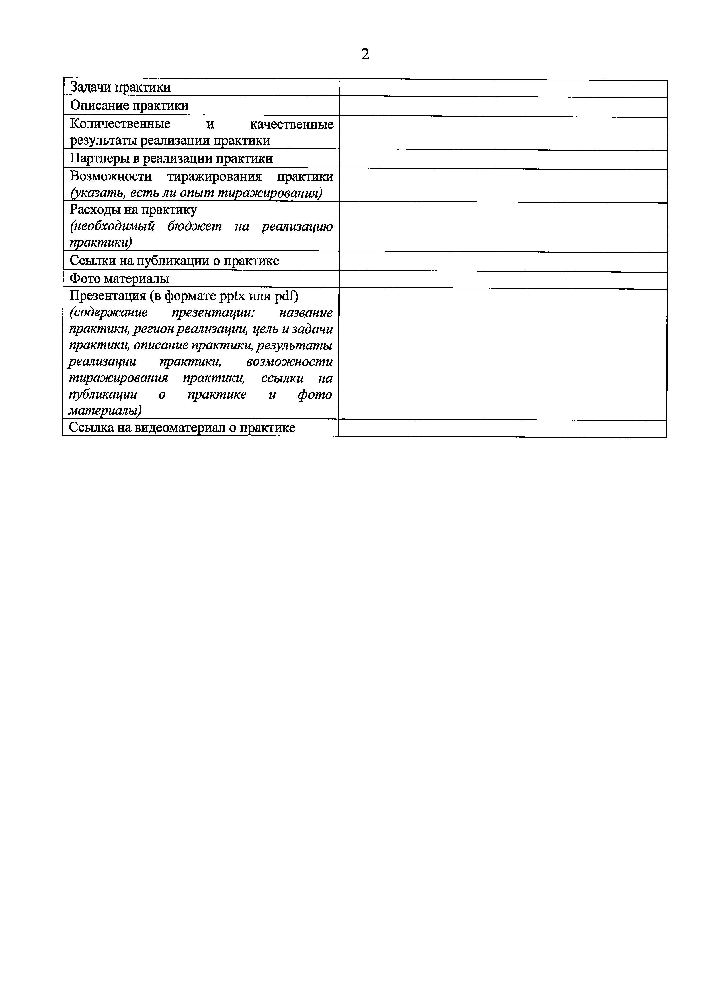 2
Задачи практики
Описание практики
Количественные и качественные
результаты реализации практики
Партнеры в реализации практики
Возможности тиражирования практики
(указать, есть ли опыт тиражирования)
Расходы на практику
(необходимый бюджет на реализацию
практики)
Ссылки на публикации о практике
Фото материалы
Презентация (в формате pptx или pdf)
(содержание презентации: название
практики, регион реализации, цель и задачи
практики, описание практики, результаты
реализации практики, возможности
тиражирования практики, ссылки на
публикации о практике и фото
материалы)
Ссылка на видеоматериал о практике